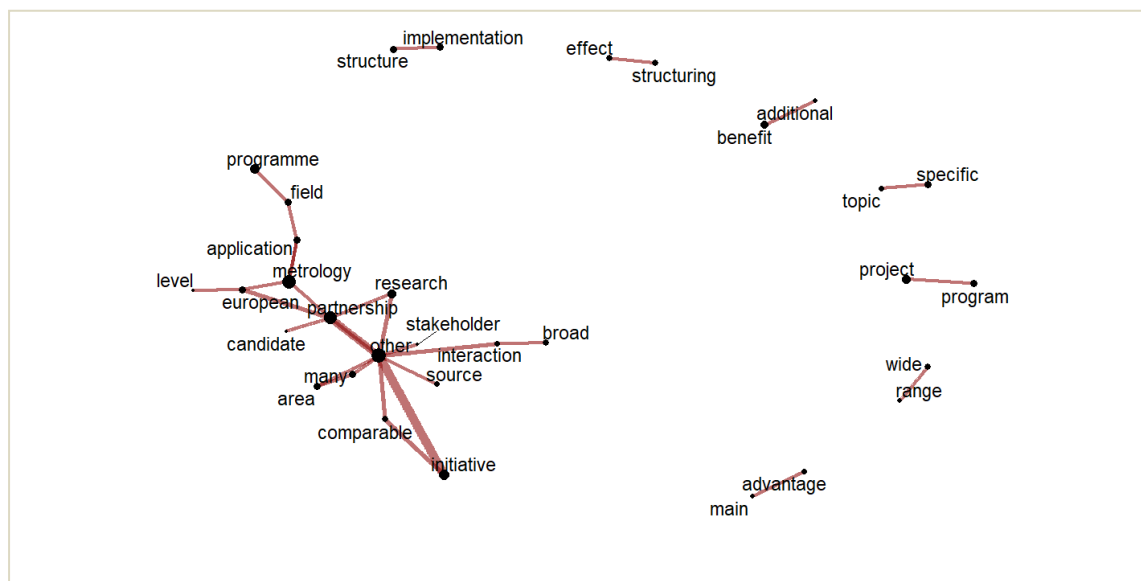 implementation
structure
effect
structuring
additional
benefit
programme
field
specific
topic
application
metrology
level
european
research
partnership
project
program
stakeholder
candidate
other
interaction
broad
many
source
area
wide
range
comparable
initiative
advantage
main